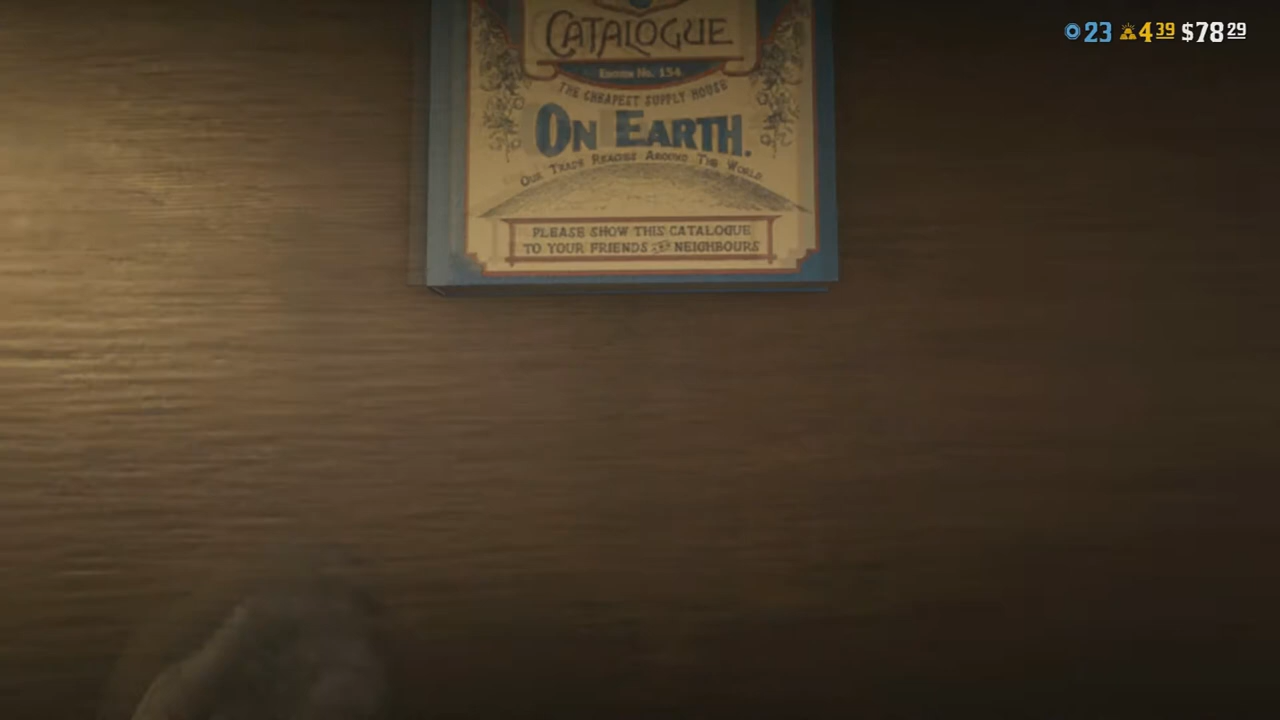 23 4 39 $78 29
CATALOGUE
EDITION No. 154
THE CHEAPEST SUPPLY HOUSE
ON EARTH.
OUR TRADE REACHES AROUND THE WORLD
PLEASE SHOW THIS CATALOGUE
TO YOUR FRIENDS AND NEIGHBOURS